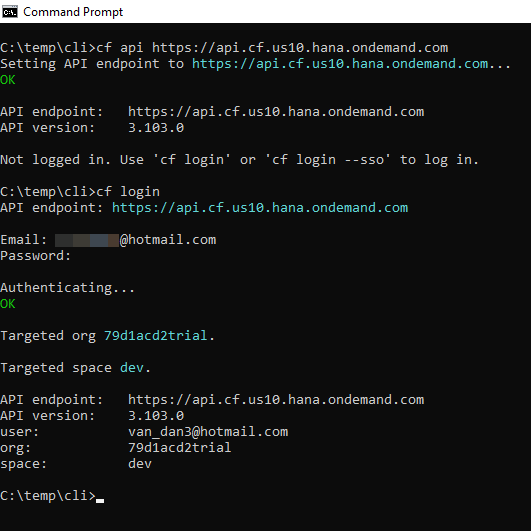 Command Prompt
C:\temp\cli>cf api https://api.cf.us10.hana.ondemand.com
Setting API endpoint to https://api.cf.us10.hana.ondemand.com...
OK
API endpoint: https://api.cf.us10.hana.ondemand.com
API version: 3.103.0
Not logged in. Use 'cf login' or 'cf login --sso' to log in.
C:\temp\cli>cf login
API endpoint: https://api.cf.us10.hana.ondemand.com
Email: @hotmail.com
Password:
Authenticating...
OK
Targeted org 79d1acd2trial.
Targeted space dev.
API endpoint: https://api.cf.us10.hana.ondemand.com
API version: 3.103.0
user: van_dan3@hotmail.com
org: 79d1acd2trial
space: dev
C:\temp\cli>